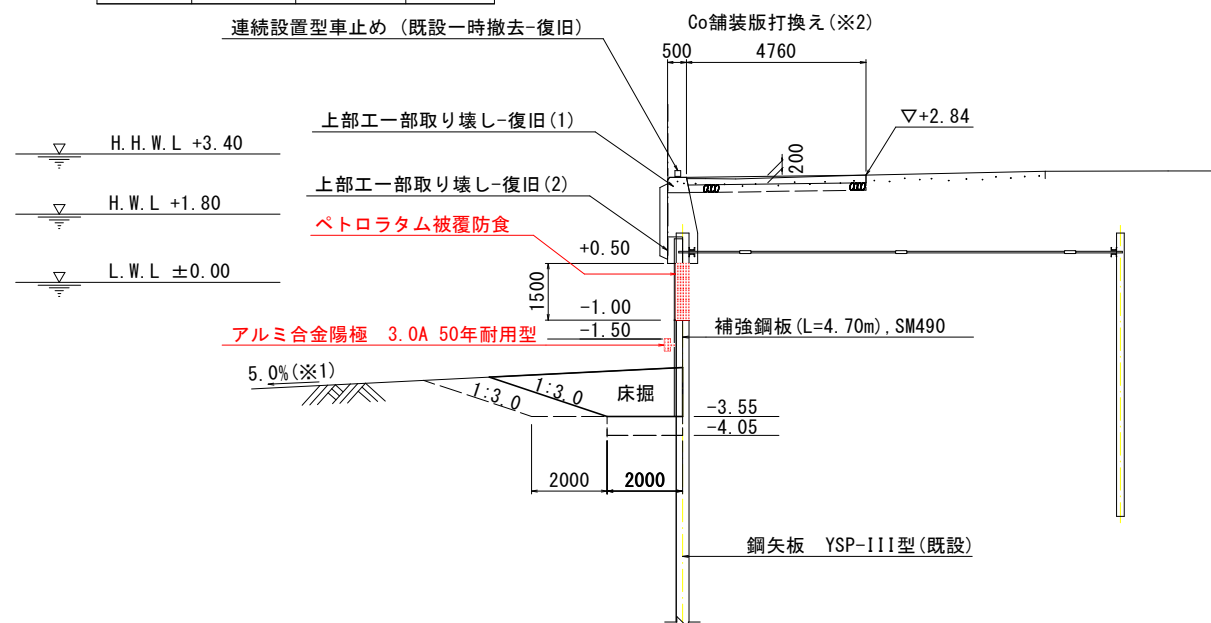 連続設置型車止め (既設一時撤去-復旧)
Co舗装版打換え(※2)
500
4760
▽+2.84
上部工一部取り壊し-復旧(1)
H.H.W.L +3.40
200
上部工一部取り壊し-復旧(2)
H.W.L +1.80
ペトロラタム被覆防食
+0.50
L.W.L ±0.00
1500
-1.00
アルミ合金陽極 3.0A 50年耐用型
-1.50
補強鋼板(L=4.70m),SM490
5.0%(※1)
1:3.0
1:3.0
床掘
-3.55
-4.05
2000
2000
鋼矢板 YSP-III型(既設)